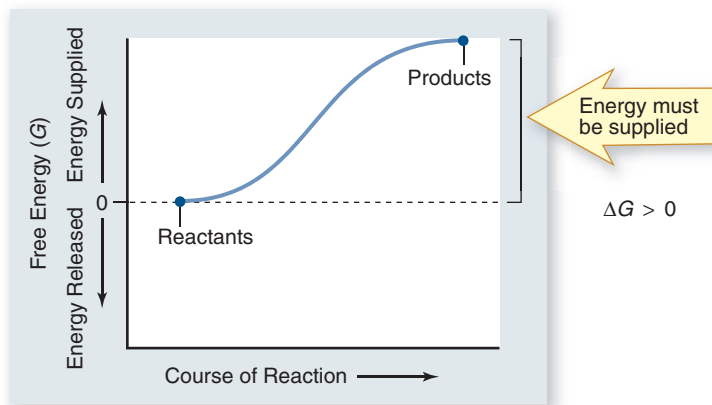 Free Energy (G)
Energy Supplied
Energy Released
0
Products
Reactants
Course of Reaction
Energy must
be supplied
ΔG > 0